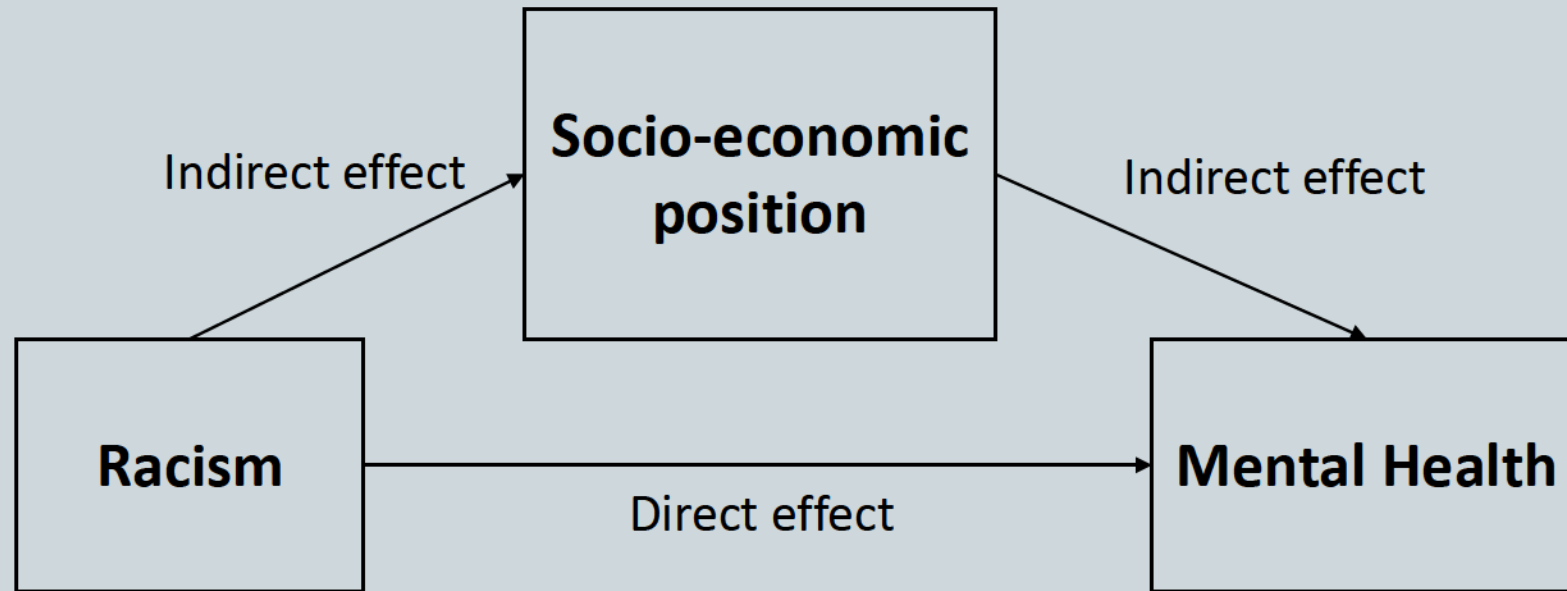 Socio-economic
position
Indirect effect
Indirect effect
Racism
Direct effect
Mental Health